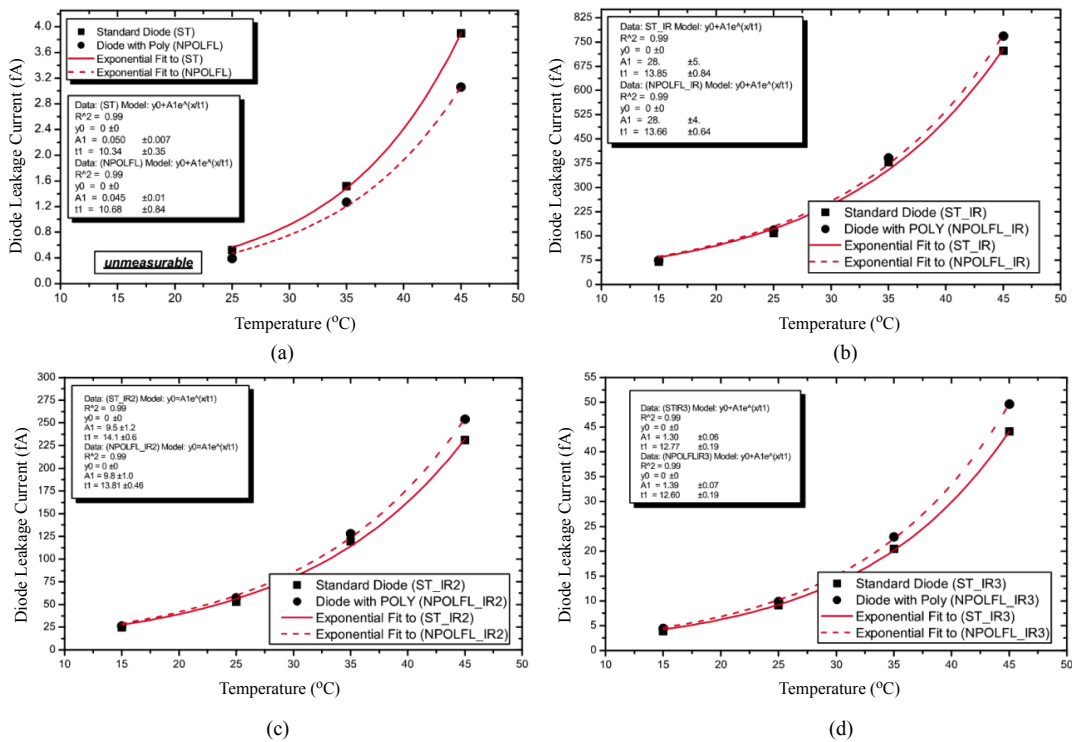 4.0
3.6
3.2
2.8
2.4
2.0
1.6
1.2
0.8
0.4
0.0
Diode Leakage Current (fA)
Standard Diode (ST)
Diode with Poly (NPOLFL)
Exponential Fit to (ST)
Exponential Fit to (NPOLFL)
Data: (ST) Model: y0+A1e^(x/t1)
R^2 = 0.99
y0 = 0 ±0
A1 = 0.050 ±0.007
t1 = 10.34 ±0.35
Data: (NPOLFL) Model: y0+A1e^(x/t1)
R^2 = 0.99
y0 = 0 ±0
A1 = 0.045 ±0.01
t1 = 10.68 ±0.84
unmeasurable
10 15 20 25 30 35 40 45 50
Temperature (°C)
(a)
825
750
675
600
525
450
375
300
225
150
75
0
Diode Leakage Current (fA)
Data: ST_IR Model: y0+A1e^(x/t1)
R^2 = 0.99
y0 = 0 ±0
A1 = 28. ±5.
t1 = 13.85 ±0.84
Data: (NPOLFL_IR) Model: y0+A1e^(x/t1)
R^2 = 0.99
y0 = 0 ±0
A1 = 28. ±4.
t1 = 13.66 ±0.64
Standard Diode (ST_IR)
Diode with POLY (NPOLFL_IR)
Exponential Fit to (ST_IR)
Exponential Fit to (NPOLFL_IR)
10 15 20 25 30 35 40 45 50
Temperature (°C)
(b)
300
275
250
225
200
175
150
125
100
75
50
25
0
Diode Leakage Current (fA)
Data: (ST_IR2) Model: y0=A1e^(x/t1)
R^2 = 0.99
y0 = 0 ±0
A1 = 9.5 ±1.2
t1 = 14.1 ±0.6
Data: (NPOLFL_IR2) Model: y0=A1e^(x/t1)
R^2 = 0.99
y0 = 0 ±0
A1 = 9.8 ±1.0
t1 = 13.81 ±0.46
Standard Diode (ST_IR2)
Diode with POLY (NPOLFL_IR2)
Exponential Fit to (ST_IR2)
Exponential Fit to (NPOLFL_IR2)
10 15 20 25 30 35 40 45 50
Temperature (°C)
(c)
55
50
45
40
35
30
25
20
15
10
5
0
Diode Leakage Current (fA)
Data: (STIR3) Model: y0+A1e^(x/t1)
R^2 = 0.99
y0 = 0 ±0
A1 = 1.30 ±0.06
t1 = 12.77 ±0.19
Data: (NPOLFLIR3) Model: y0+A1e^(x/t1)
R^2 = 0.99
y0 = 0 ±0
A1 = 1.39 ±0.07
t1 = 12.60 ±0.19
Standard Diode (ST_IR3)
Diode with Poly (NPOLFL_IR3)
Exponential Fit to (ST_IR3)
Exponential Fit to (NPOLFL_IR3)
10 15 20 25 30 35 40 45 50
Temperature (°C)
(d)